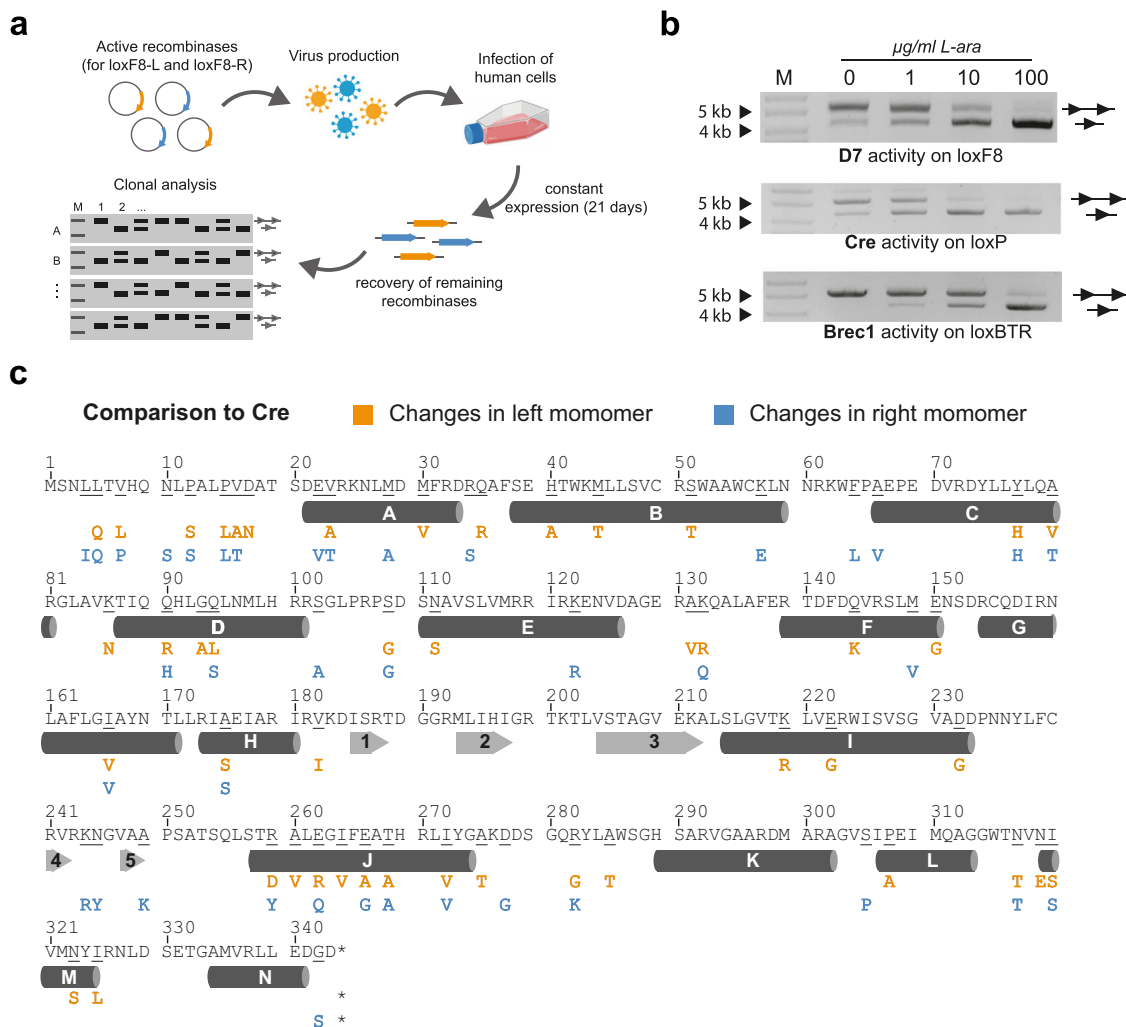 a
Active recombinases
(for loxF8-L and loxF8-R)
Virus production
Infection of
human cells
constant
expression (21 days)
recovery of remaining
recombinases
Clonal analysis
M 1 2 ...
A
B
⋮
b
µg/ml L-ara
M 0 1 10 100
5 kb
4 kb
D7 activity on loxF8
5 kb
4 kb
Cre activity on loxP
5 kb
4 kb
Brec1 activity on loxBTR
c
Comparison to Cre
Changes in left momomer
Changes in right momomer
1 10 20 30 40 50 60 70
MSNLLTVHQ NLPALPVDAT SDEVRKNLMD MFRDRQAFSE HTWKMLLSVC RSWAAWCKLN NRKWFPAEPE DVRDYLLYLQA
A B C
Q L S LAN A V R A T T H V
IQ P S S LT VT A S E L V H T
81 90 100 110 120 130 140 150
RGLAVKTIQ QHLGQLNMLH RRSGLPRPSD SNAVSLVMRR IRKENVDAGE RAKQALAFER TDFDQVRSLM ENSDRCQDIRN
D E F G
N R AL G S VR K G
H S A G R Q V
161 170 180 190 200 210 220 230
LAFLGIAYN TLLRIAEIAR IRVKDISRTD GGRMLIHIGR TKTLVSTAGV EKALSLGVTK LVERWISVSG VADDPNNYLFC
H 1 2 3 I
V S I R G G
V S
241 250 260 270 280 290 300 310
RVRKNGVAA PSATSQLSTR ALEGIFEATH RLIYGAKDDS GQRYLAWSGH SARVGAARDM ARAGVSIPEI MQAGGWTNVNI
4 5 J K L
D V R V A A V T G T A T ES
RY K Y Q G A V G K P T S
321 330 340
VMNYIRNLD SETGAMVRLL EDGD*
M N
S L *
S *